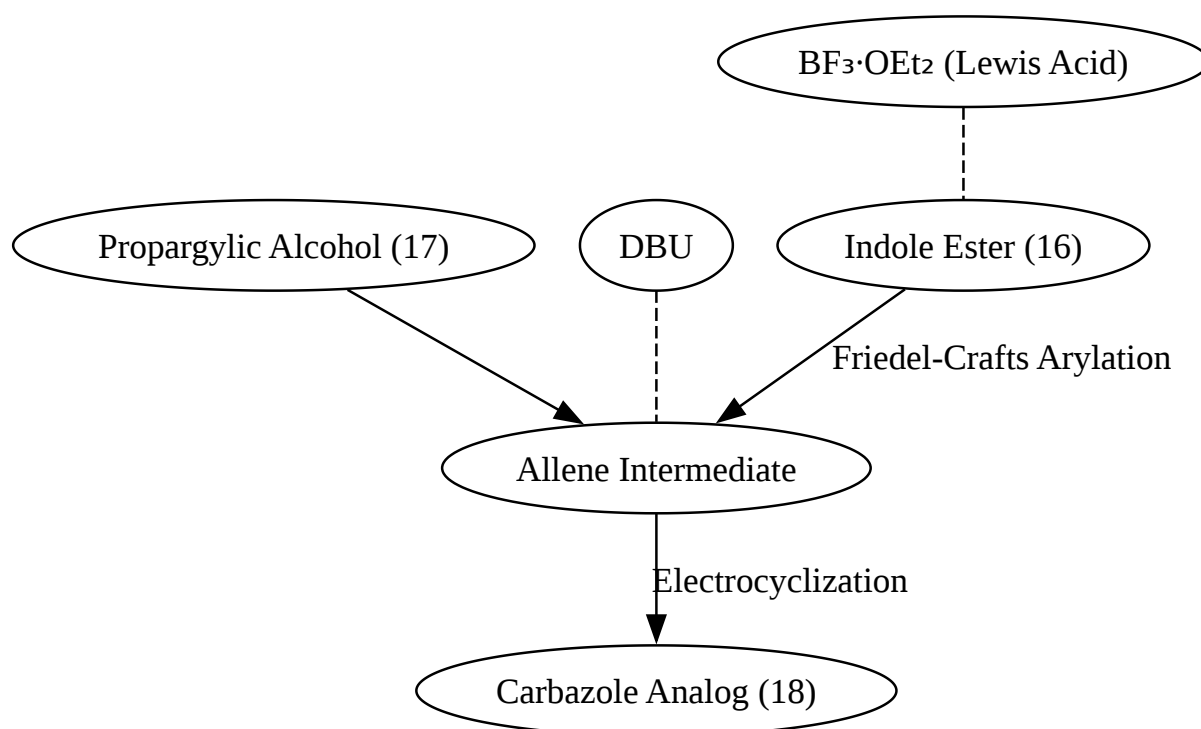 BF₃·OEt₂ (Lewis Acid)
Propargylic Alcohol (17)
DBU
Indole Ester (16)
Friedel-Crafts Arylation
Allene Intermediate
Electrocyclization
Carbazole Analog (18)